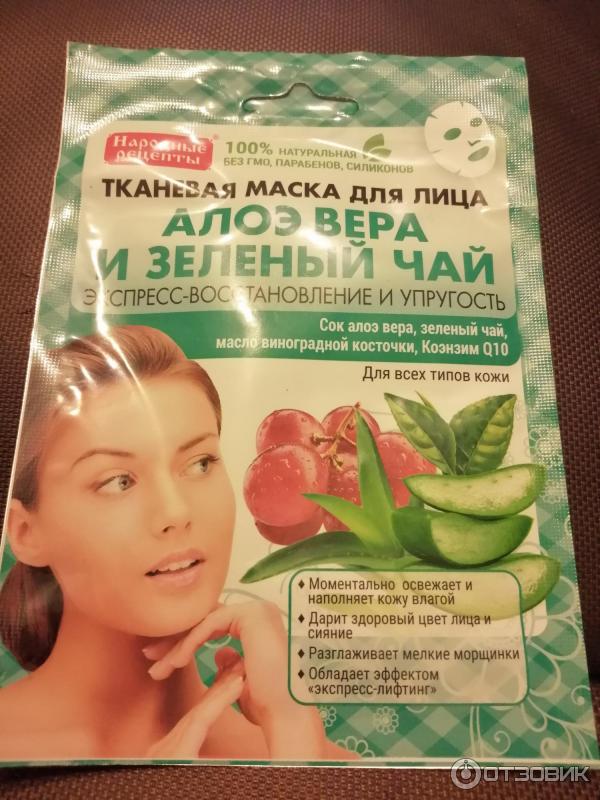 Народные
рецепты
100% НАТУРАЛЬНАЯ
БЕЗ ГМО, ПАРАБЕНОВ, СИЛИКОНОВ
ТКАНЕВАЯ МАСКА ДЛЯ ЛИЦА
АЛОЭ ВЕРА
И ЗЕЛЕНЫЙ ЧАЙ
ЭКСПРЕСС-ВОССТАНОВЛЕНИЕ И УПРУГОСТЬ
Сок алоэ вера, зеленый чай,
масло виноградной косточки, Коэнзим Q10
Для всех типов кожи
Моментально освежает и
наполняет кожу влагой
Дарит здоровый цвет лица и
сияние
Разглаживает мелкие морщинки
Обладает эффектом
«экспресс-лифтинг»
ОТЗОВИК